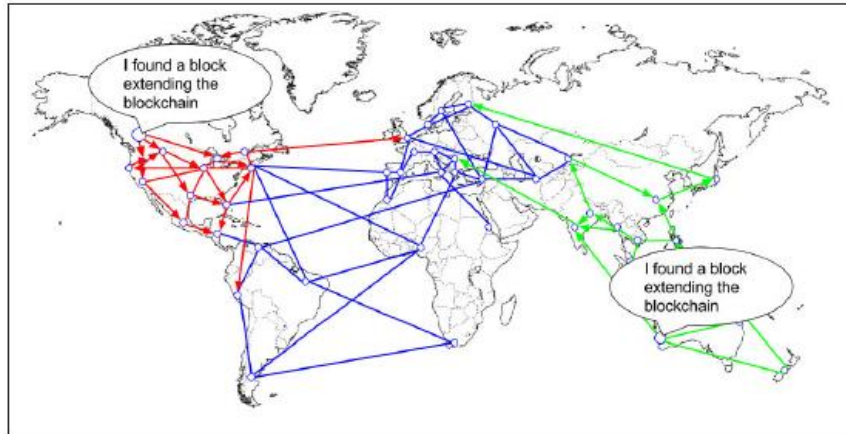 I found a block
extending the
blockchain
I found a block
extending the
blockchain